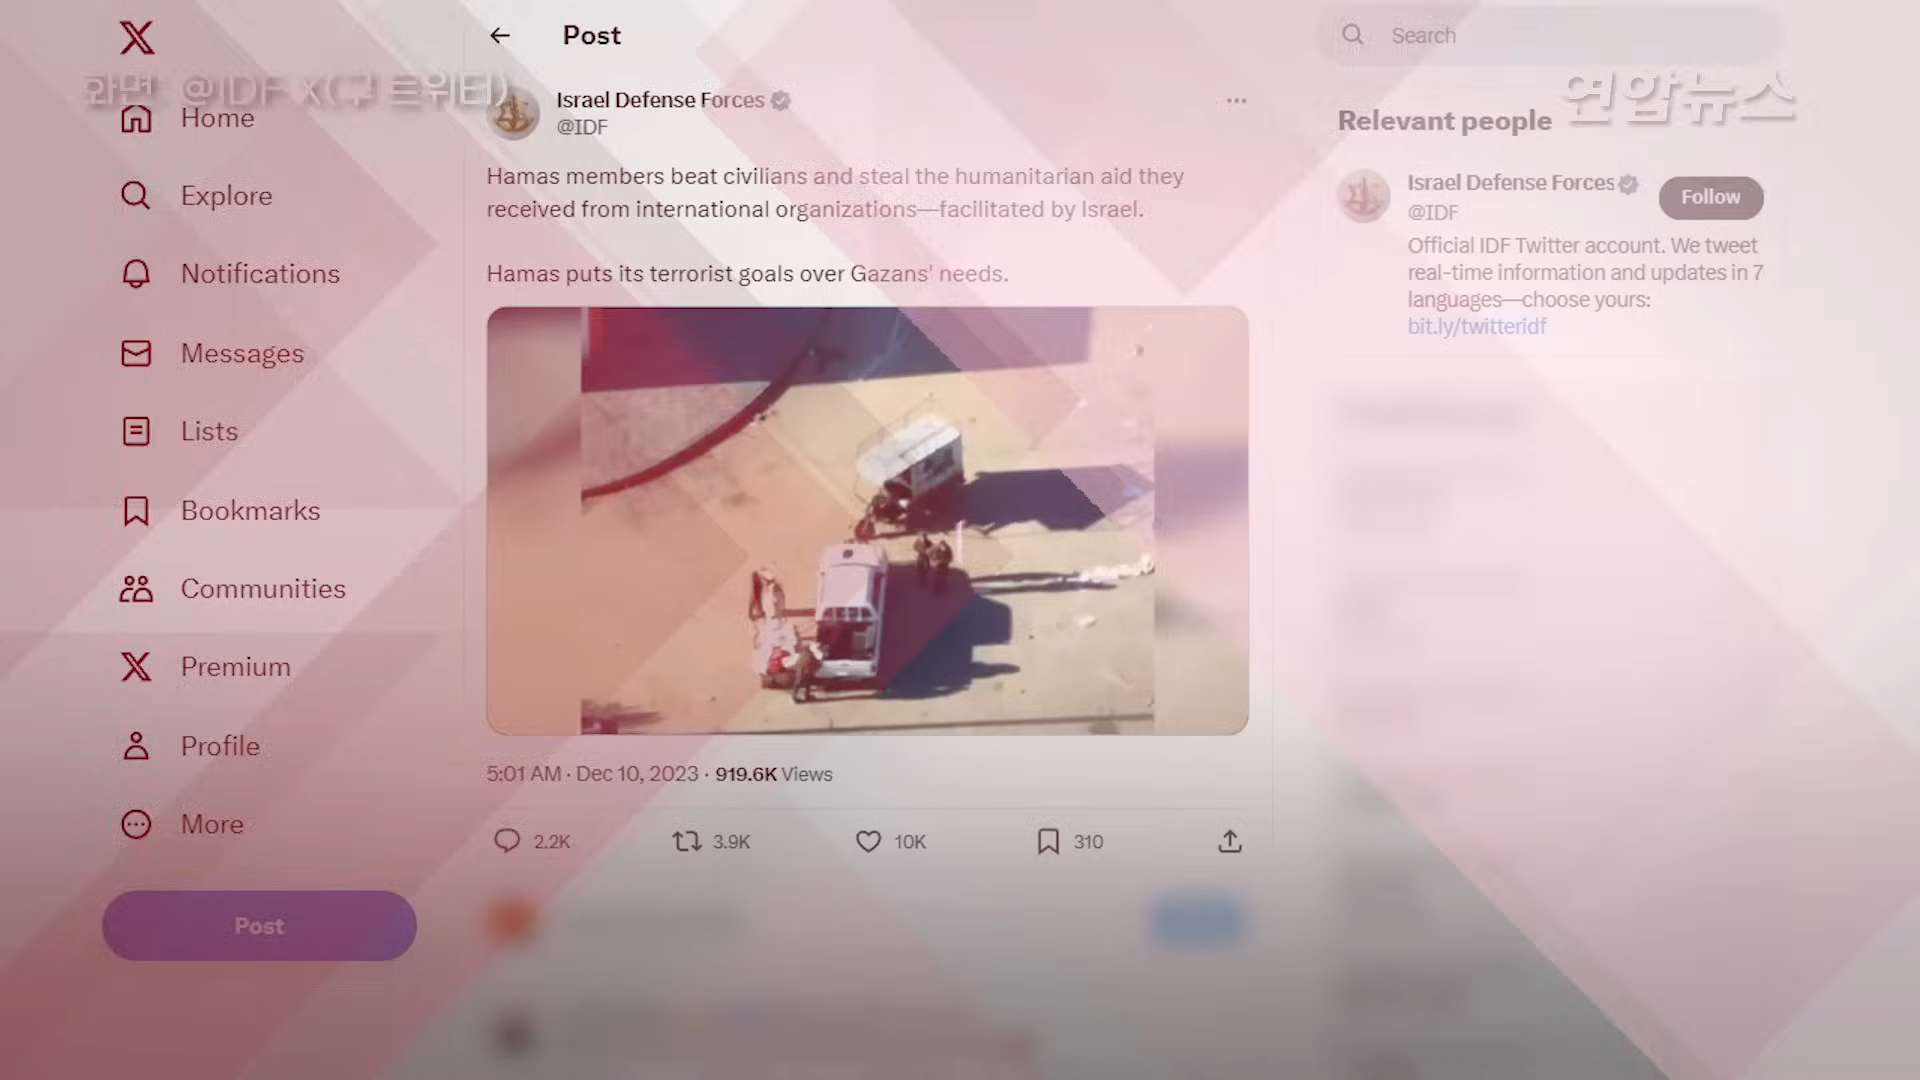 Post
Search
화면: @IDF X(구 트위터)
연합뉴스
Home
Explore
Notifications
Messages
Lists
Bookmarks
Communities
Premium
Profile
More
Post
Israel Defense Forces
@IDF
Hamas members beat civilians and steal the humanitarian aid they
received from international organizations—facilitated by Israel.
Hamas puts its terrorist goals over Gazans' needs.
5:01 AM · Dec 10, 2023 · 919.6K Views
2.2K 3.9K 10K 310
Relevant people
Israel Defense Forces
@IDF
Follow
Official IDF Twitter account. We tweet
real-time information and updates in 7
languages—choose yours:
bit.ly/twitteridf